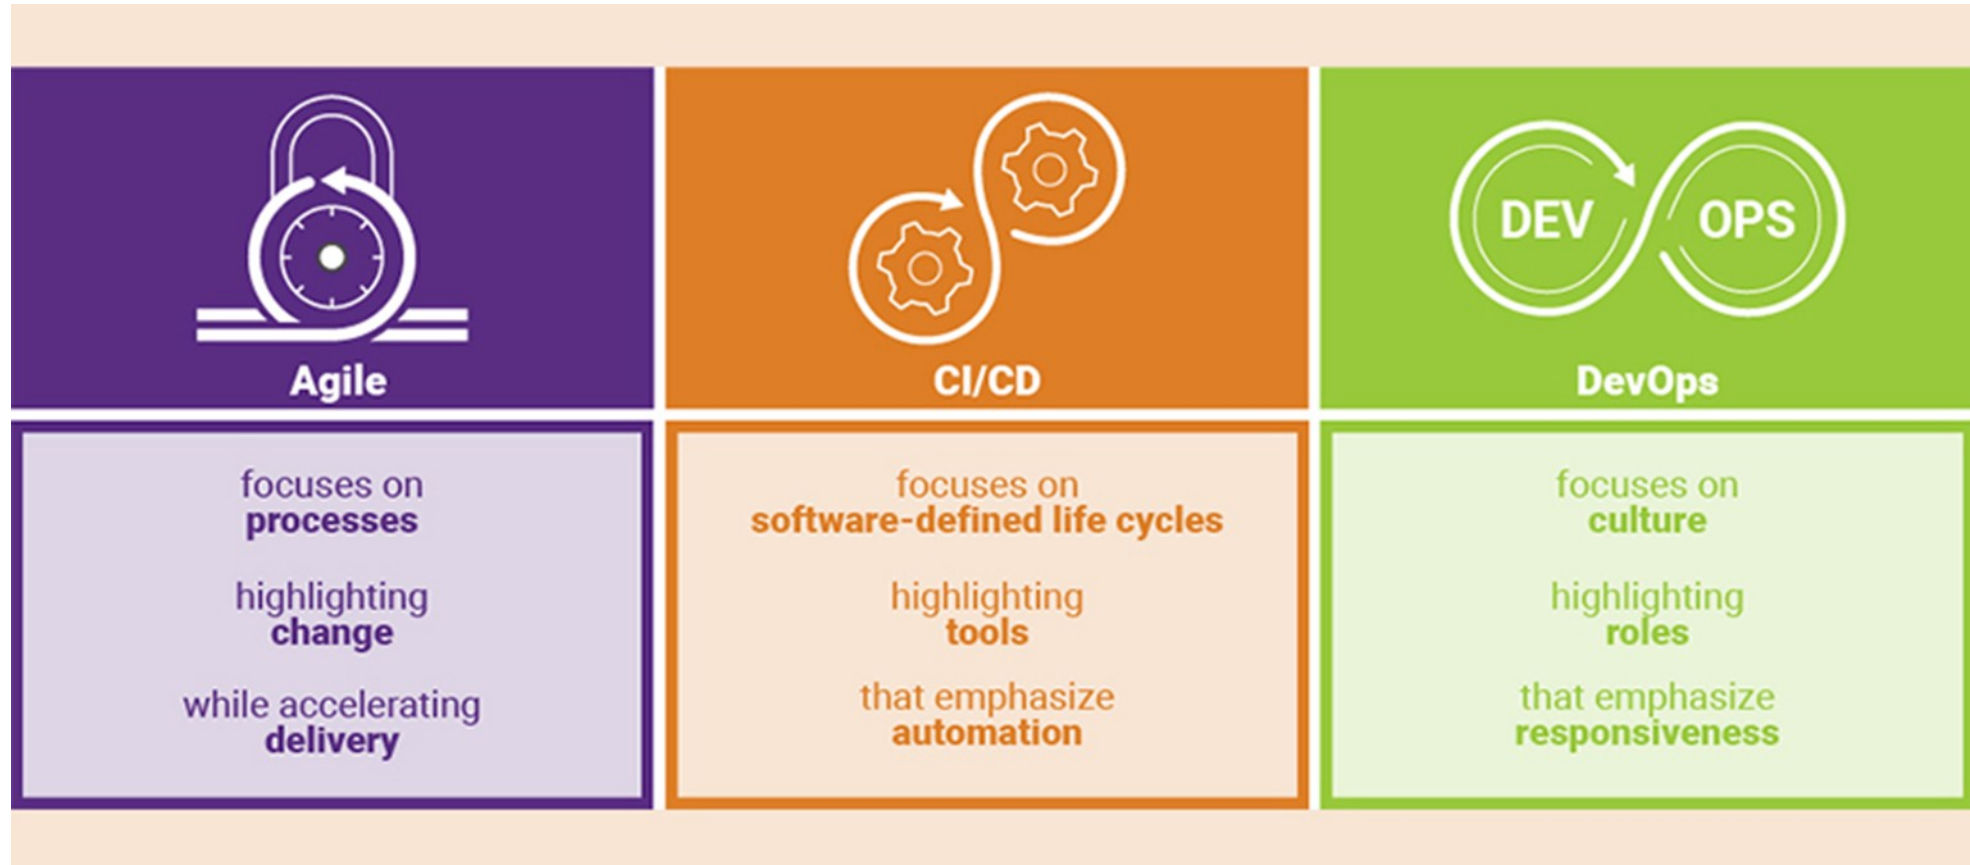 Agile
focuses on
processes
highlighting
change
while accelerating
delivery
CI/CD
focuses on
software-defined life cycles
highlighting
tools
that emphasize
automation
DEV OPS
DevOps
focuses on
culture
highlighting
roles
that emphasize
responsiveness